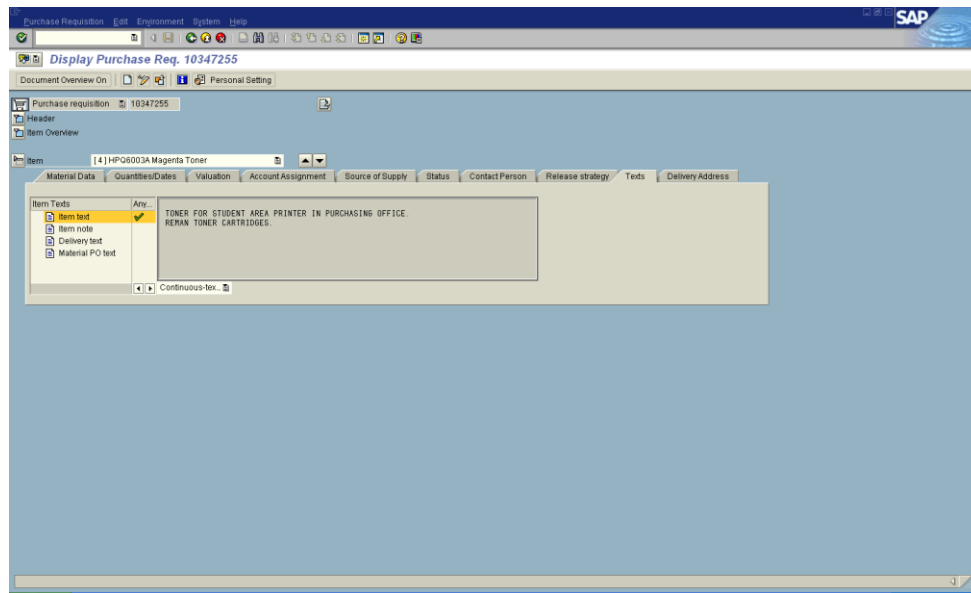 Purchase Requisition Edit Environment System Help
SAP
Display Purchase Req. 10347255
Document Overview On Personal Setting
Purchase requisition 10347255
Header
Item Overview
Item [ 4 ] HPQ6003A Magenta Toner
Material Data Quantities/Dates Valuation Account Assignment Source of Supply Status Contact Person Release strategy Texts Delivery Address
Item Texts Any...
Item text
Item note
Delivery text
Material PO text
TONER FOR STUDENT AREA PRINTER IN PURCHASING OFFICE.
REMAN TONER CARTRIDGES.
Continuous-tex...